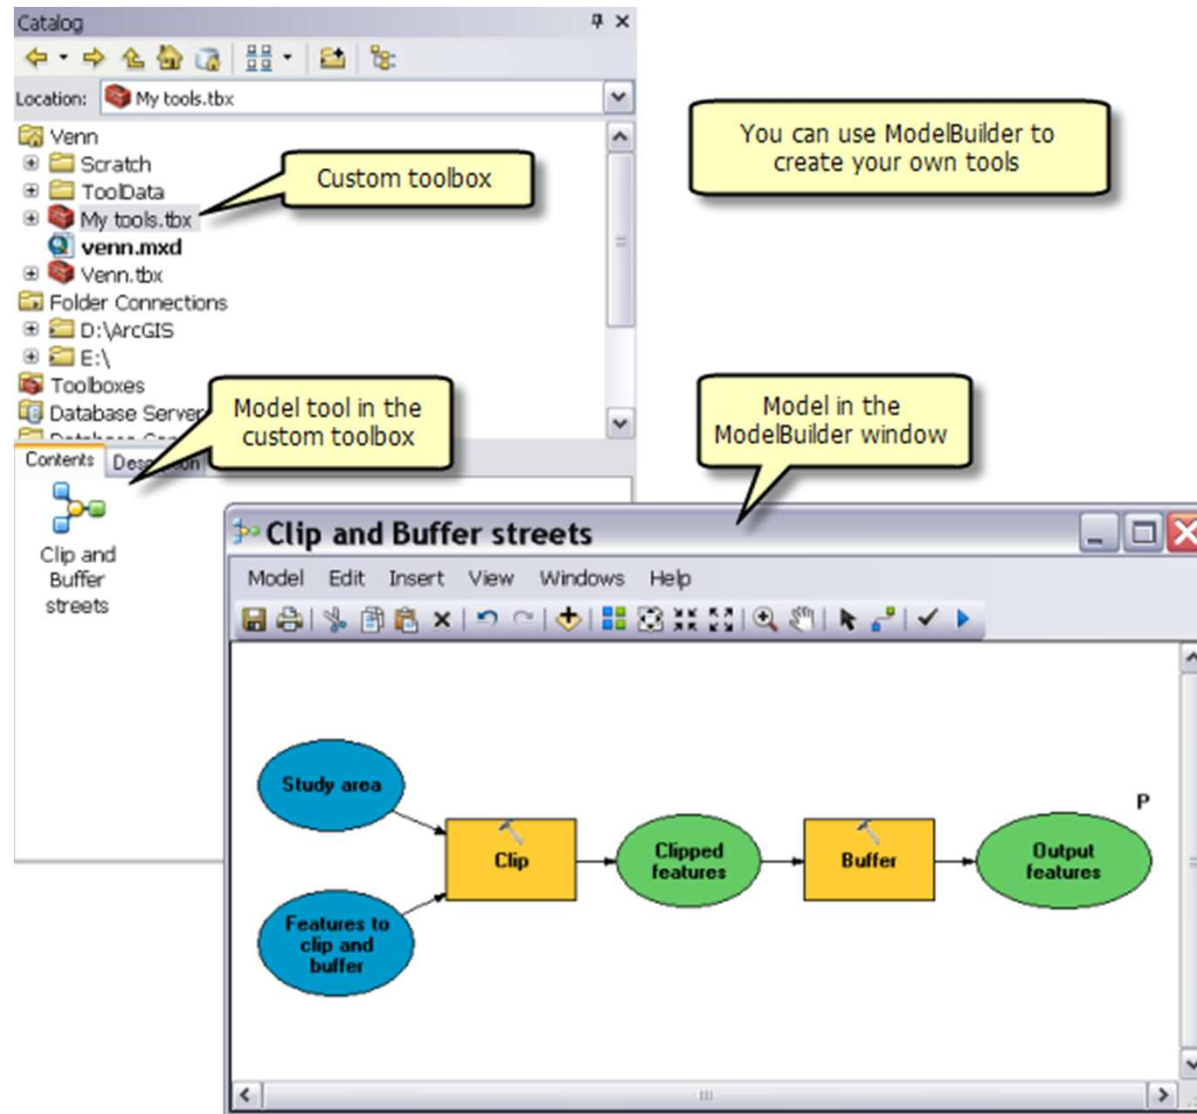 Catalog
Location: My tools.tbx
Venn
Scratch
ToolData
My tools.tbx
venn.mxd
Venn.tbx
Folder Connections
D:\ArcGIS
E:\
Toolboxes
Database Server
Custom toolbox
You can use ModelBuilder to
create your own tools
Model tool in the
custom toolbox
Model in the
ModelBuilder window
Contents
Clip and
Buffer
streets
Clip and Buffer streets
Model Edit Insert View Windows Help
Study area
Features to
clip and
buffer
Clip
Clipped
features
Buffer
P
Output
features